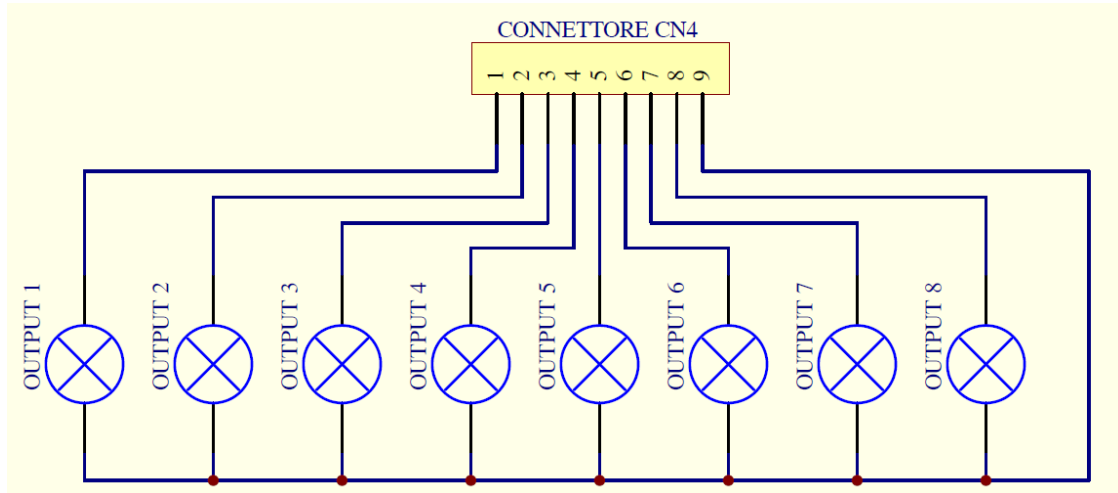 CONNETTORE CN4
1 2 3 4 5 6 7 8 9
OUTPUT 1
OUTPUT 2
OUTPUT 3
OUTPUT 4
OUTPUT 5
OUTPUT 6
OUTPUT 7
OUTPUT 8